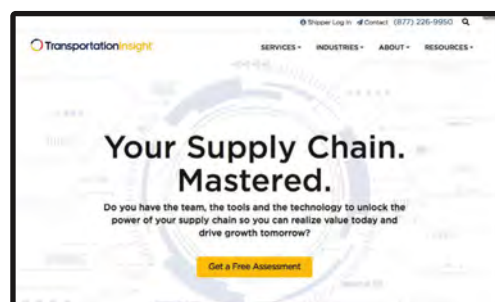 Shipper Log In Contact (877) 226-9950
TransportationInsight
SERVICES INDUSTRIES ABOUT RESOURCES
Your Supply Chain.
Mastered.
Do you have the team, the tools and the technology to unlock the
power of your supply chain so you can realize value today and
drive growth tomorrow?
Get a Free Assessment